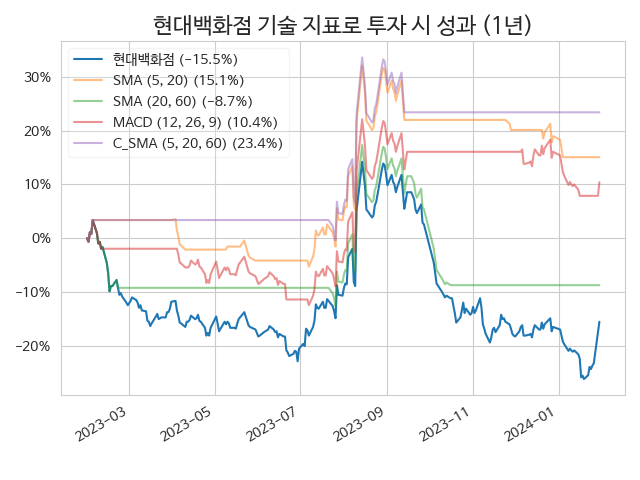 현대백화점 기술 지표로 투자 시 성과 (1년)
현대백화점 (−15.5%)
SMA (5, 20) (15.1%)
SMA (20, 60) (−8.7%)
MACD (12, 26, 9) (10.4%)
C_SMA (5, 20, 60) (23.4%)
30%
20%
10%
0%
−10%
−20%
2023−03
2023−05
2023−07
2023−09
2023−11
2024−01